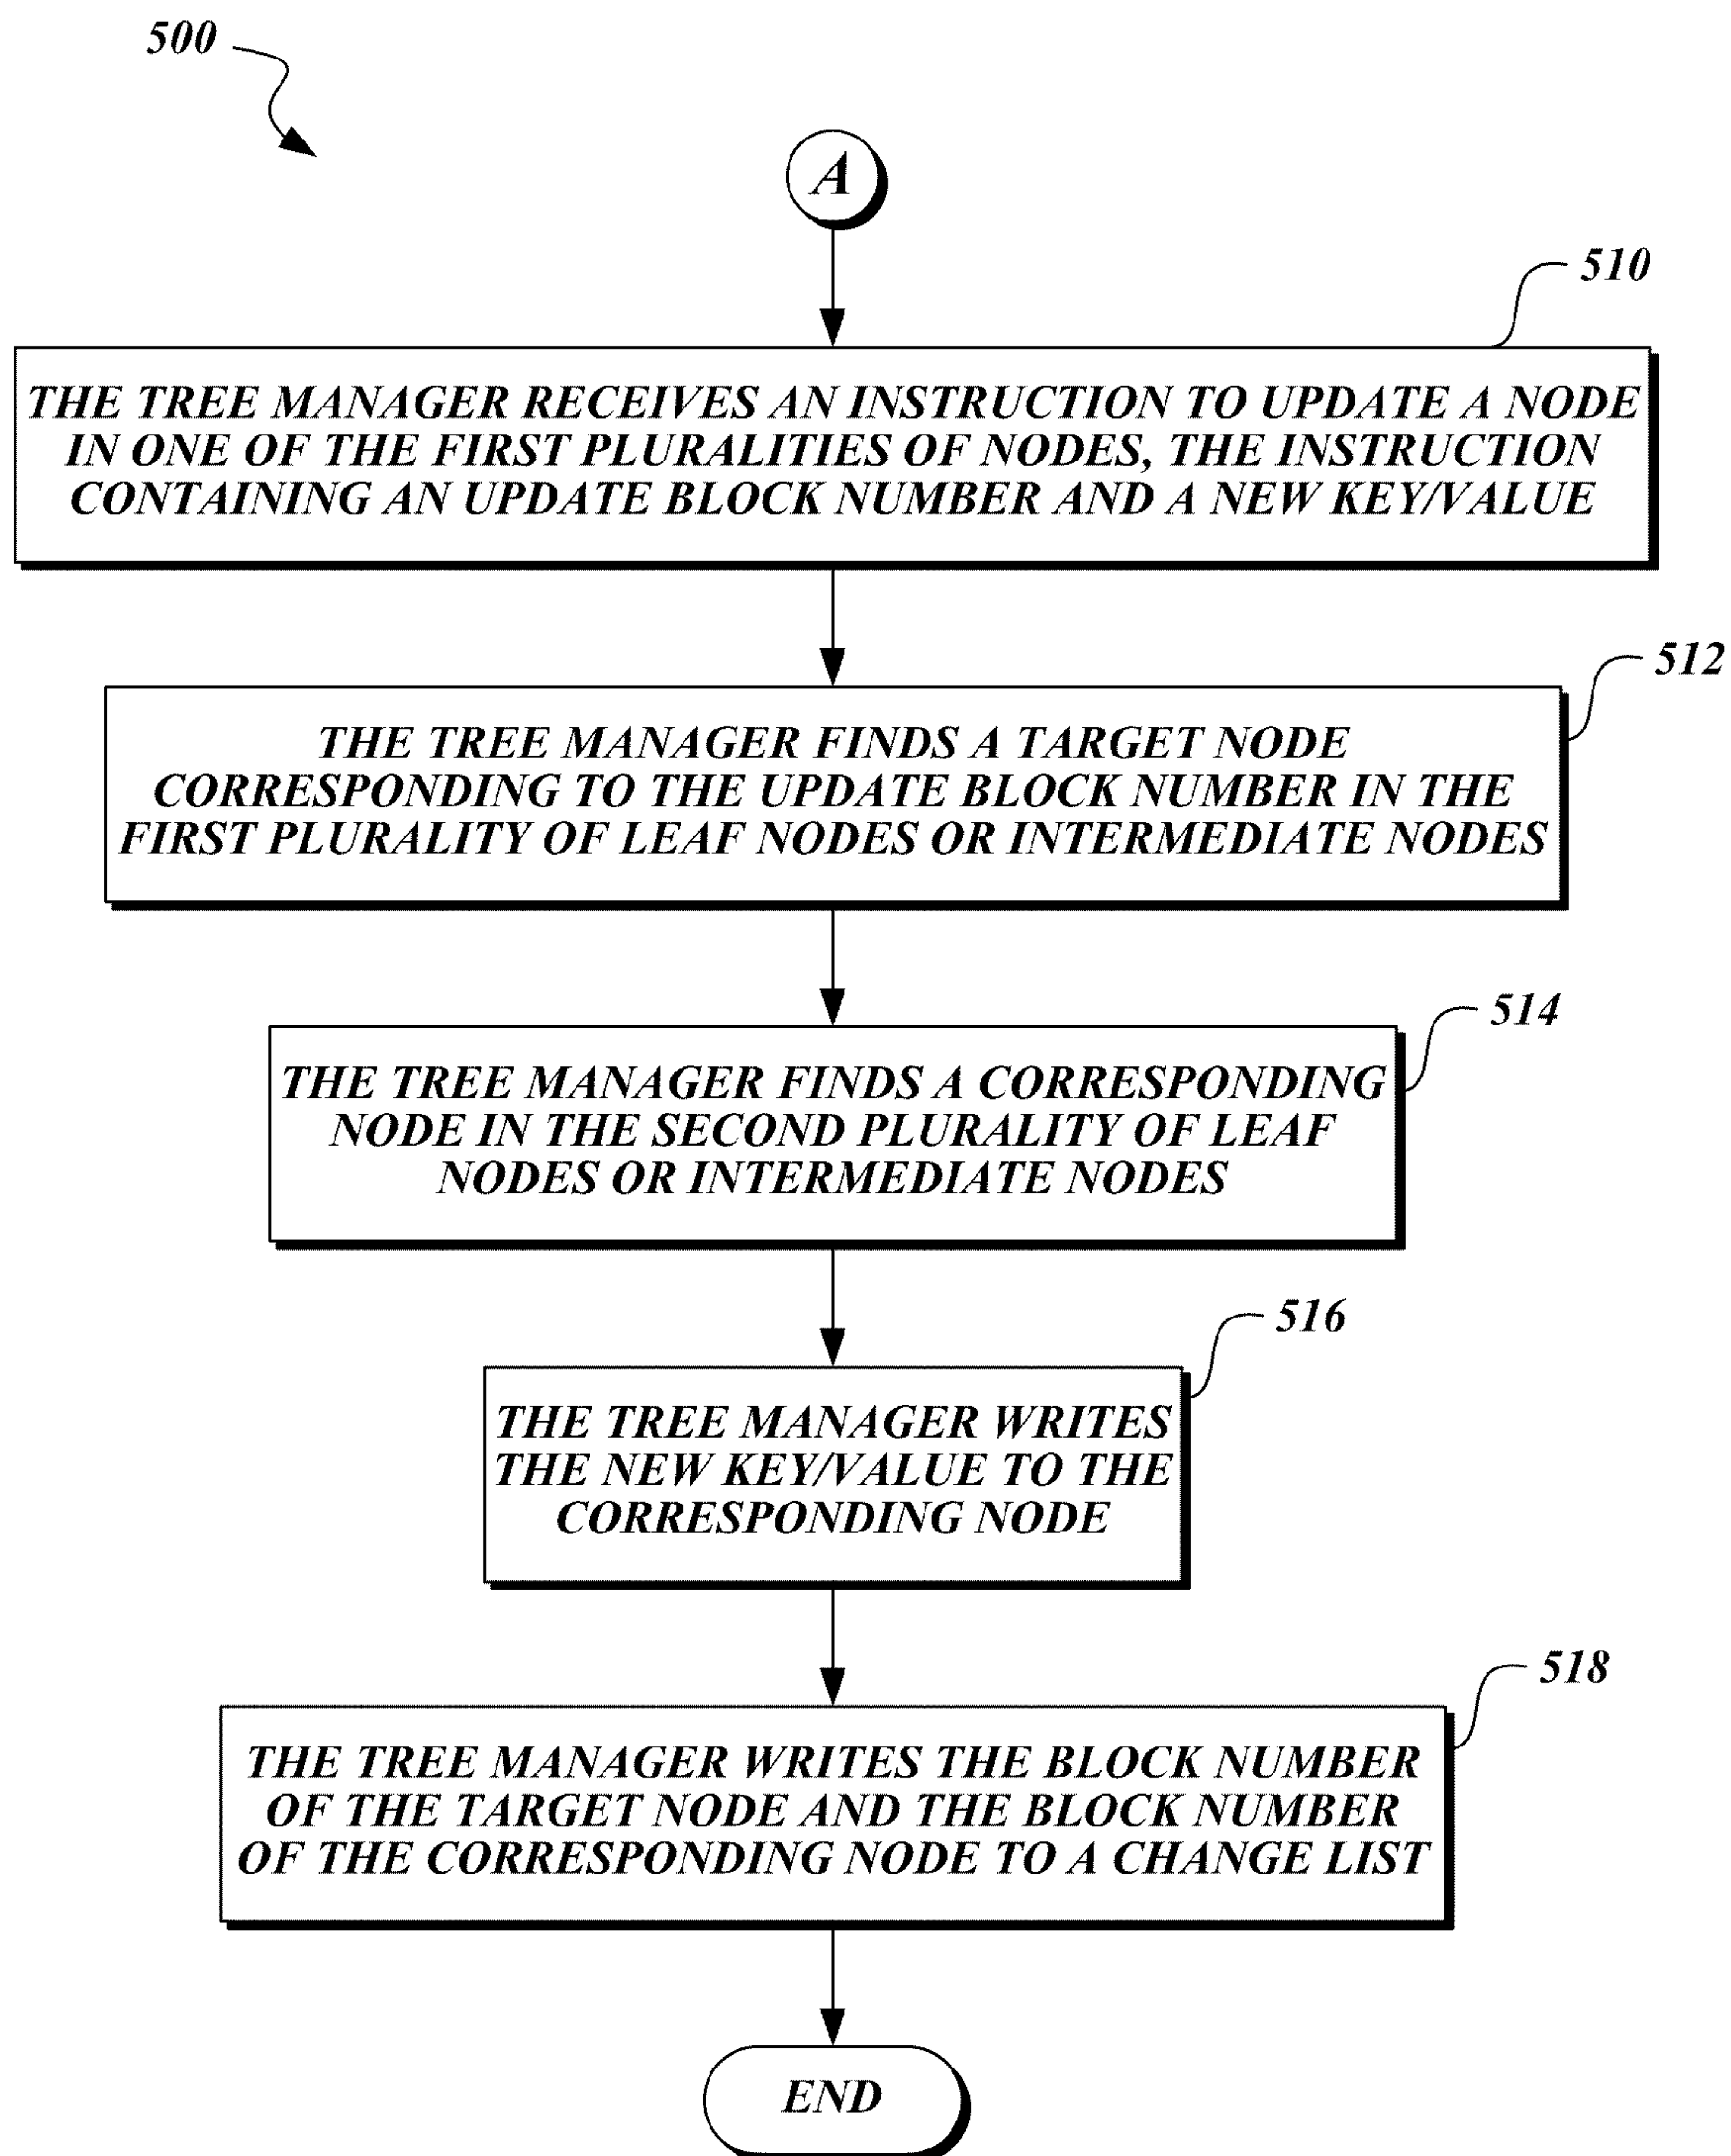 500
A
510
THE TREE MANAGER RECEIVES AN INSTRUCTION TO UPDATE A NODE
IN ONE OF THE FIRST PLURALITIES OF NODES, THE INSTRUCTION
CONTAINING AN UPDATE BLOCK NUMBER AND A NEW KEY/VALUE
512
THE TREE MANAGER FINDS A TARGET NODE
CORRESPONDING TO THE UPDATE BLOCK NUMBER IN THE
FIRST PLURALITY OF LEAF NODES OR INTERMEDIATE NODES
514
THE TREE MANAGER FINDS A CORRESPONDING
NODE IN THE SECOND PLURALITY OF LEAF
NODES OR INTERMEDIATE NODES
516
THE TREE MANAGER WRITES
THE NEW KEY/VALUE TO THE
CORRESPONDING NODE
518
THE TREE MANAGER WRITES THE BLOCK NUMBER
OF THE TARGET NODE AND THE BLOCK NUMBER
OF THE CORRESPONDING NODE TO A CHANGE LIST
END